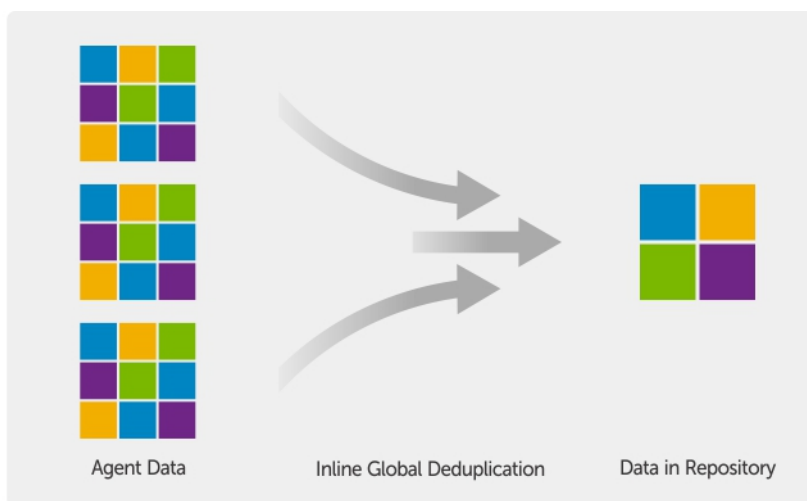 Agent Data
Inline Global Deduplication
Data in Repository